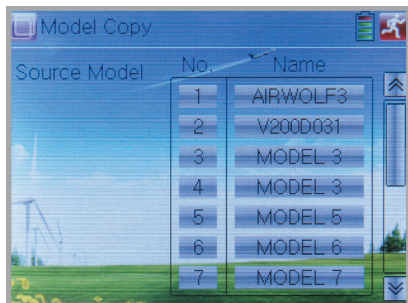 Model Copy
Source Model
No. Name
1 AIRWOLF3
2 V200D031
3 MODEL 3
4 MODEL 3
5 MODEL 5
6 MODEL 6
7 MODEL 7